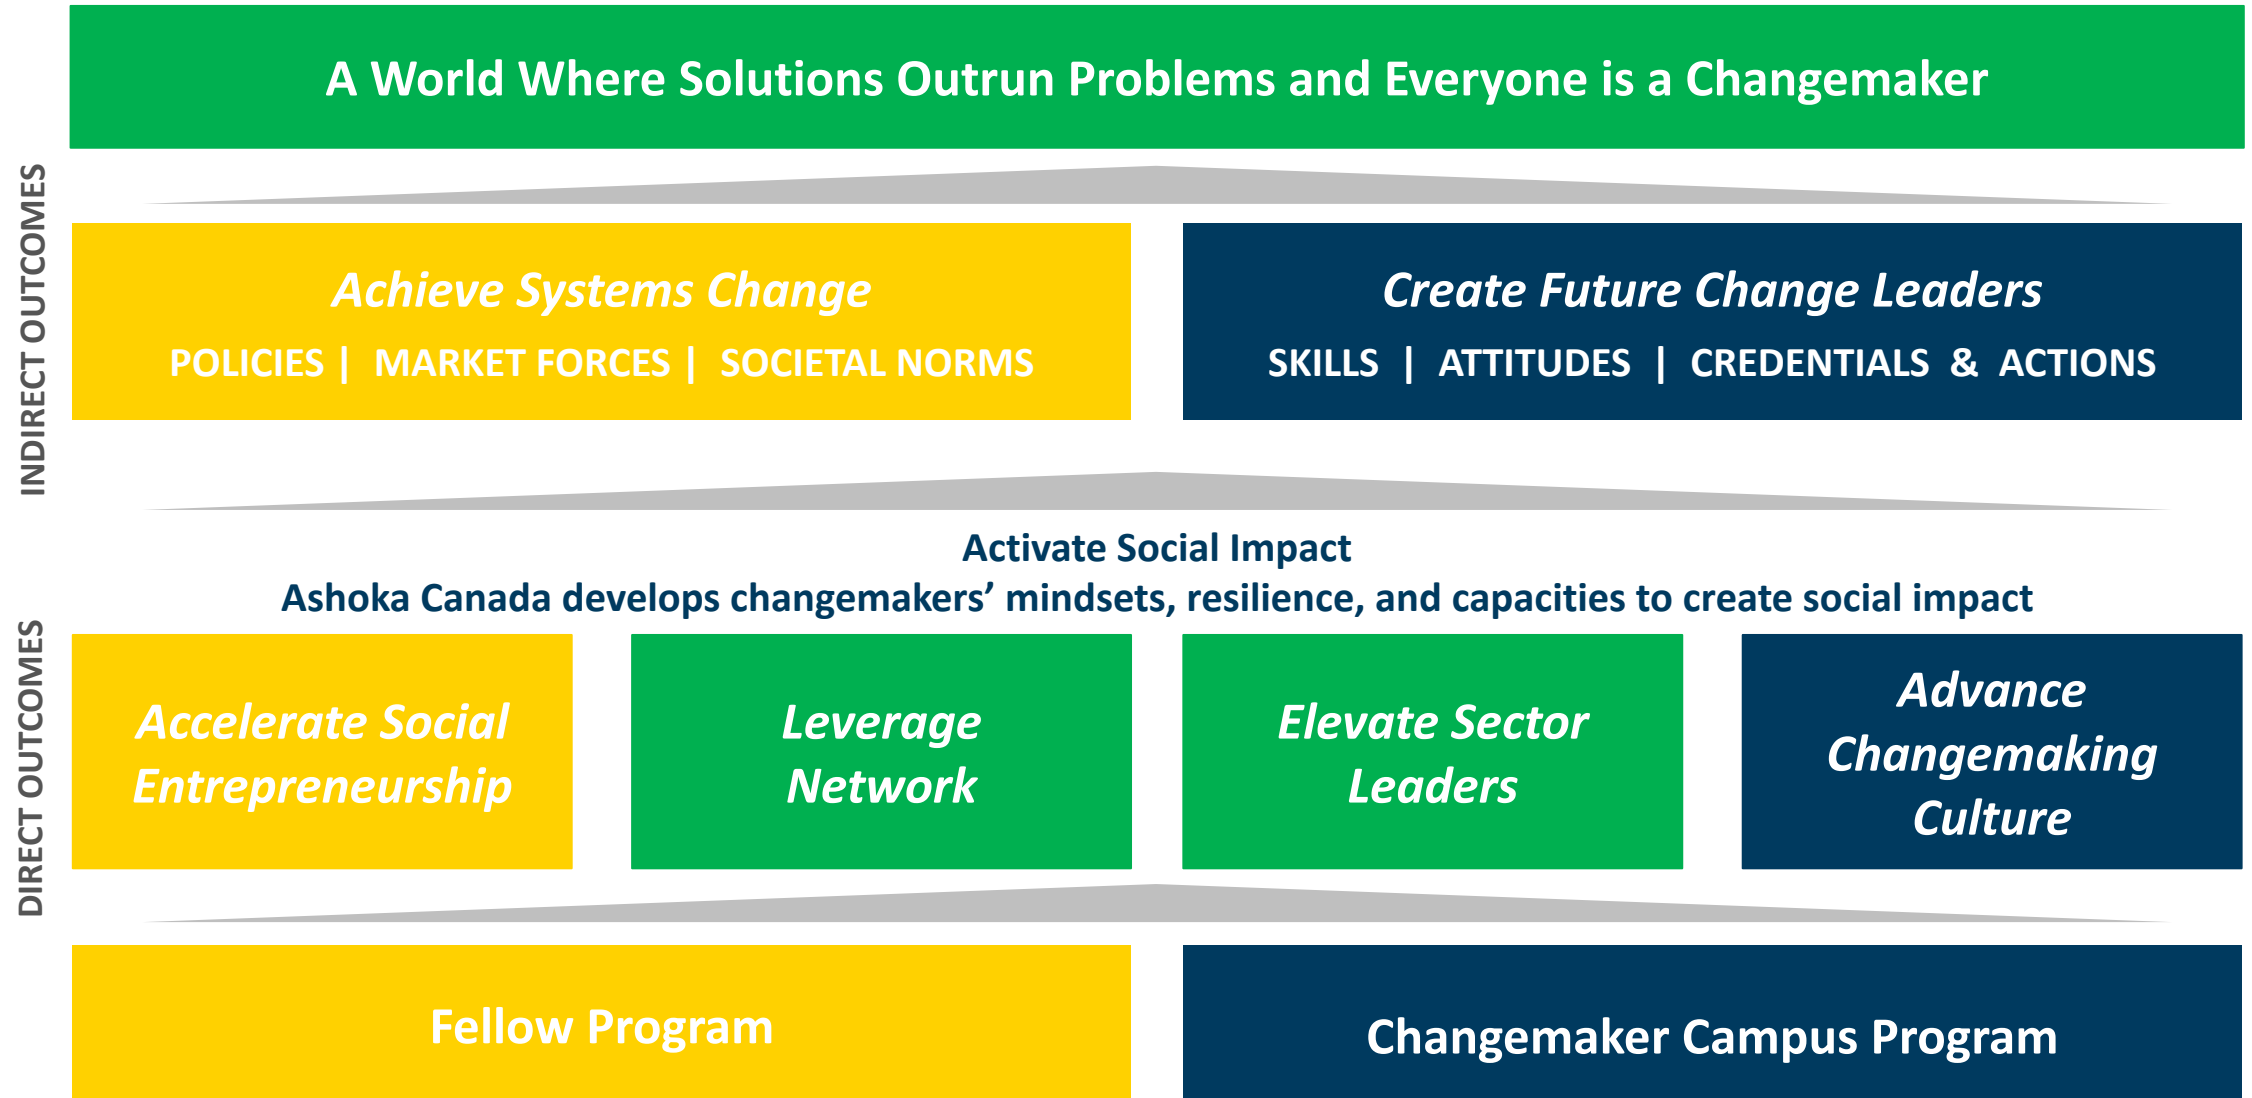 A World Where Solutions Outrun Problems and Everyone is a Changemaker
INDIRECT OUTCOMES
Achieve Systems Change
POLICIES | MARKET FORCES | SOCIETAL NORMS
Create Future Change Leaders
SKILLS | ATTITUDES | CREDENTIALS & ACTIONS
Activate Social Impact
Ashoka Canada develops changemakers’ mindsets, resilience, and capacities to create social impact
DIRECT OUTCOMES
Accelerate Social
Entrepreneurship
Leverage
Network
Elevate Sector
Leaders
Advance
Changemaking
Culture
Fellow Program
Changemaker Campus Program